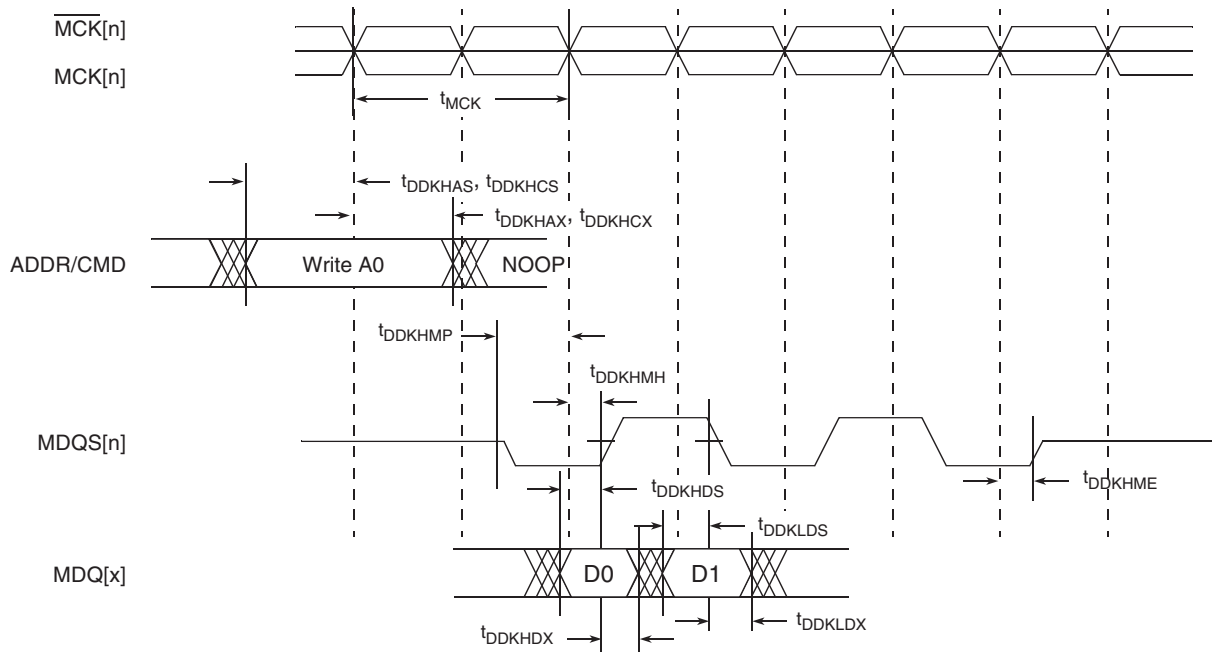 MCK[n]
MCK[n]
tMCK
tDDKHAS, tDDKHCS
tDDKHAX, tDDKHCX
ADDR/CMD
Write A0
NOOP
tDDKHMP
tDDKHMH
MDQS[n]
tDDKHDS
tDDKHME
tDDKLDS
MDQ[x]
D0
D1
tDDKHDX
tDDKLDX